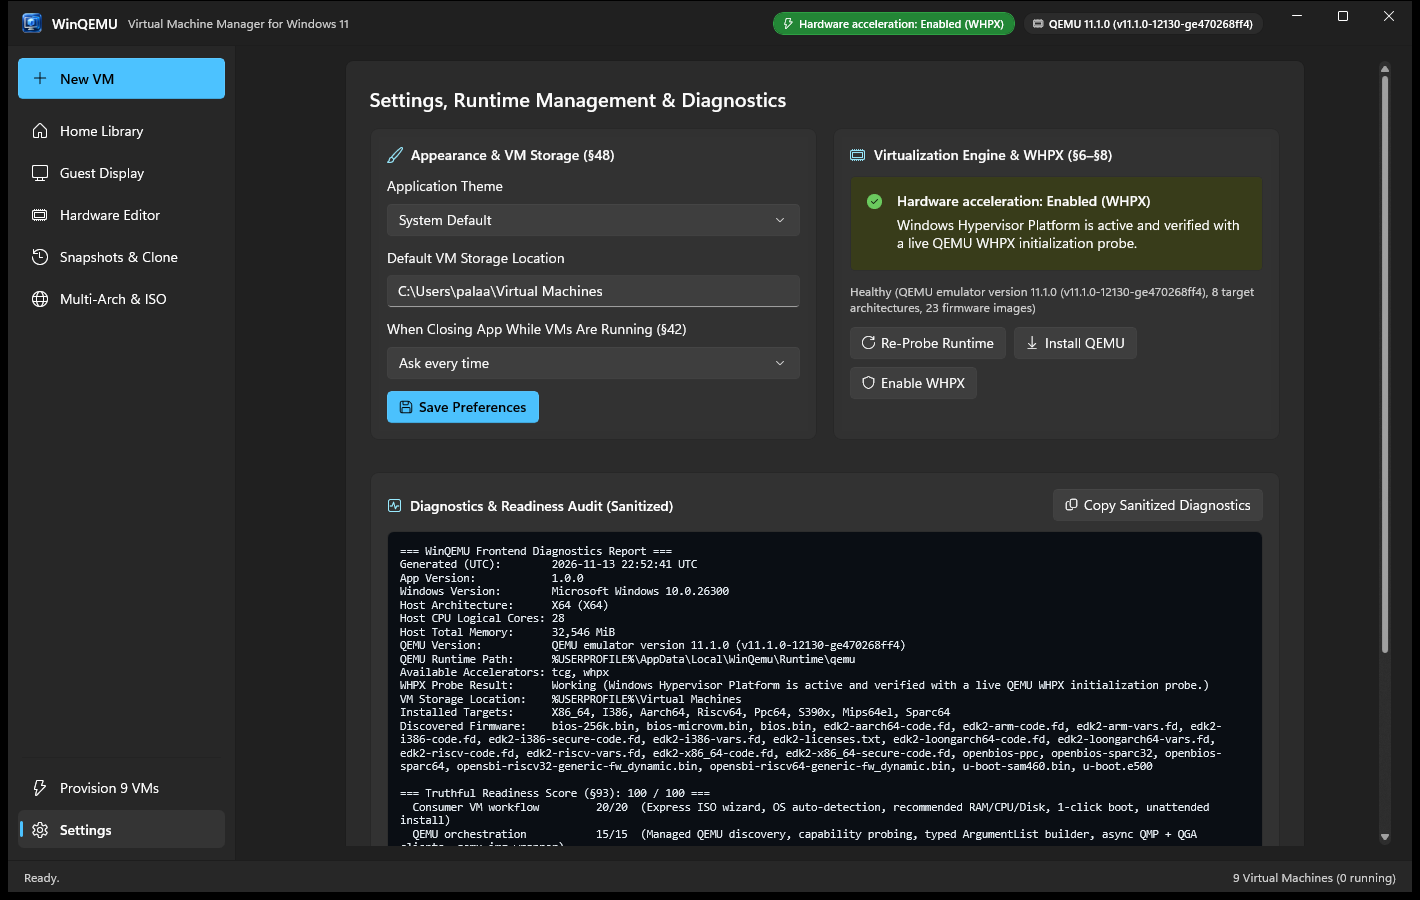 WinQEMU Virtual Machine Manager for Windows 11
Hardware acceleration: Enabled (WHPX)
QEMU 11.1.0 (v11.1.0-12130-ge470268ff4)
New VM
Home Library
Guest Display
Hardware Editor
Snapshots & Clone
Multi-Arch & ISO
Provision 9 VMs
Settings
Settings, Runtime Management & Diagnostics
Appearance & VM Storage (§48)
Application Theme
System Default
Default VM Storage Location
C:\Users\palaa\Virtual Machines
When Closing App While VMs Are Running (§42)
Ask every time
Save Preferences
Virtualization Engine & WHPX (§6–§8)
Hardware acceleration: Enabled (WHPX)
Windows Hypervisor Platform is active and verified with
a live QEMU WHPX initialization probe.
Healthy (QEMU emulator version 11.1.0 (v11.1.0-12130-ge470268ff4), 8 target
architectures, 23 firmware images)
Re-Probe Runtime
Install QEMU
Enable WHPX
Diagnostics & Readiness Audit (Sanitized)
Copy Sanitized Diagnostics
=== WinQEMU Frontend Diagnostics Report ===
Generated (UTC): 2026-11-13 22:52:41 UTC
App Version: 1.0.0
Windows Version: Microsoft Windows 10.0.26300
Host Architecture: X64 (X64)
Host CPU Logical Cores: 28
Host Total Memory: 32,546 MiB
QEMU Version: QEMU emulator version 11.1.0 (v11.1.0-12130-ge470268ff4)
QEMU Runtime Path: %USERPROFILE%\AppData\Local\WinQemu\Runtime\qemu
Available Accelerators: tcg, whpx
WHPX Probe Result: Working (Windows Hypervisor Platform is active and verified with a live QEMU WHPX initialization probe.)
VM Storage Location: %USERPROFILE%\Virtual Machines
Installed Targets: X86_64, I386, Aarch64, Riscv64, Ppc64, S390x, Mips64el, Sparc64
Discovered Firmware: bios-256k.bin, bios-microvm.bin, bios.bin, edk2-aarch64-code.fd, edk2-arm-code.fd, edk2-arm-vars.fd, edk2-
i386-code.fd, edk2-i386-secure-code.fd, edk2-i386-vars.fd, edk2-licenses.txt, edk2-loongarch64-code.fd, edk2-loongarch64-vars.fd,
edk2-riscv-code.fd, edk2-riscv-vars.fd, edk2-x86_64-code.fd, edk2-x86_64-secure-code.fd, openbios-ppc, openbios-sparc32, openbios-
sparc64, opensbi-riscv32-generic-fw_dynamic.bin, opensbi-riscv64-generic-fw_dynamic.bin, u-boot-sam460.bin, u-boot.e500
=== Truthful Readiness Score (§93): 100 / 100 ===
Consumer VM workflow 20/20 (Express ISO wizard, OS auto-detection, recommended RAM/CPU/Disk, 1-click boot, unattended
install)
QEMU orchestration 15/15 (Managed QEMU discovery, capability probing, typed ArgumentList builder, async QMP + QGA
Ready.
9 Virtual Machines (0 running)